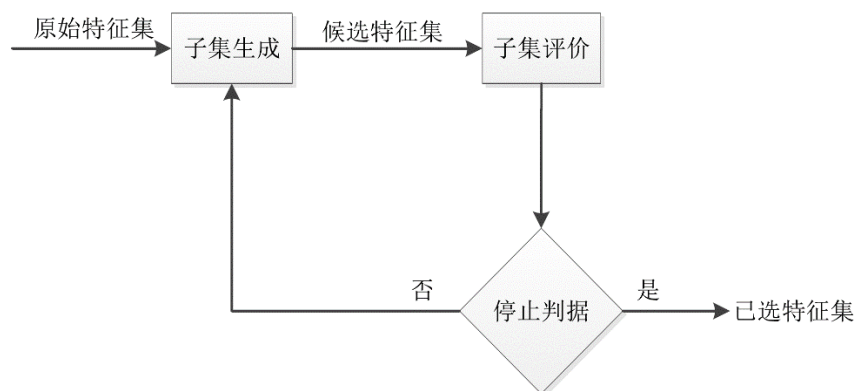 原始特征集
子集生成
候选特征集
子集评价
否
停止判据
是
已选特征集